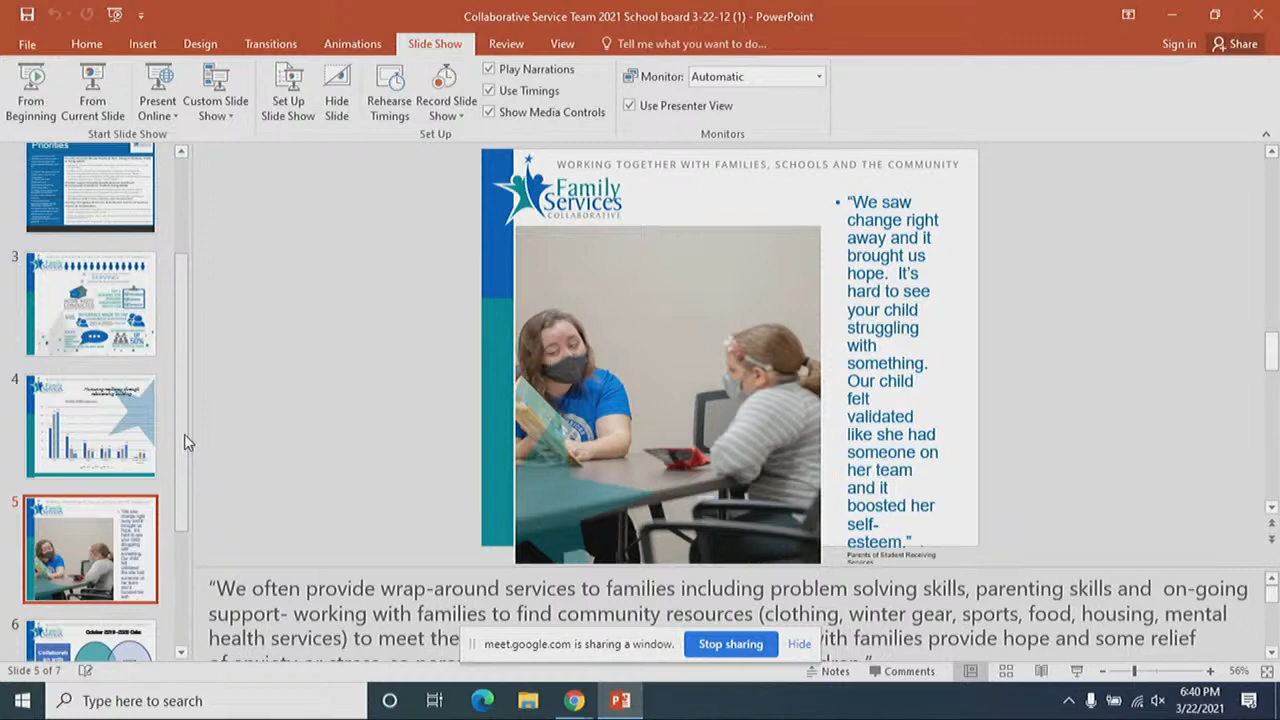 Collaborative Service Team 2021 School board 3-22-12 (1) - PowerPoint
File Home Insert Design Transitions Animations Slide Show Review View Tell me what you want to do... Sign in Share
From Beginning
From Current Slide
Present Online
Custom Slide Show
Start Slide Show
Set Up Slide Show
Hide Slide
Rehearse Timings
Record Slide Show
Play Narrations
Use Timings
Show Media Controls
Set Up
Monitor: Automatic
Use Presenter View
Monitors
Priorities
3
4
5
6
October 2019 -2020 Data:
WORKING TOGETHER WITH FAMILIES, SCHOOLS AND THE COMMUNITY
Family
Services
COLLABORATIVE
• “We saw
change right
away and it
brought us
hope. It’s
hard to see
your child
struggling
with
something.
Our child
felt
validated
like she had
someone on
her team
and it
boosted her
self-
esteem.”
Parents of Student Receiving
Services
“We often provide wrap-around services to families including problem solving skills, parenting skills and on-going
support- working with families to find community resources (clothing, winter gear, sports, food, housing, mental
health services) to meet the with families provide hope and some relief
meet.google.com is sharing a window. Stop sharing Hide
Slide 5 of 7 Notes Comments 56%
Type here to search
6:40 PM
3/22/2021